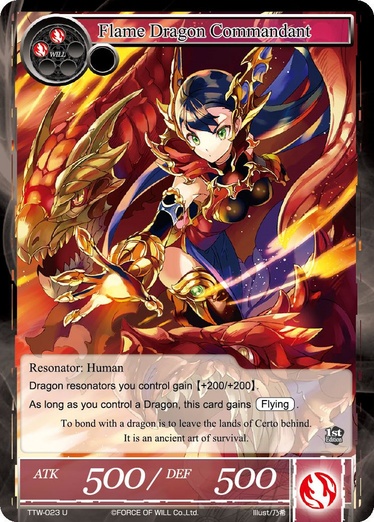 Flame Dragon Commandant
WILL
Resonator: Human
Dragon resonators you control gain 【+200/+200】.
As long as you control a Dragon, this card gains Flying.
To bond with a dragon is to leave the lands of Certo behind.
It is an ancient art of survival.
1st
Edition
ATK 500 / DEF 500
TTW-023 U ©FORCE OF WILL Co.,Ltd. Illust/乃希